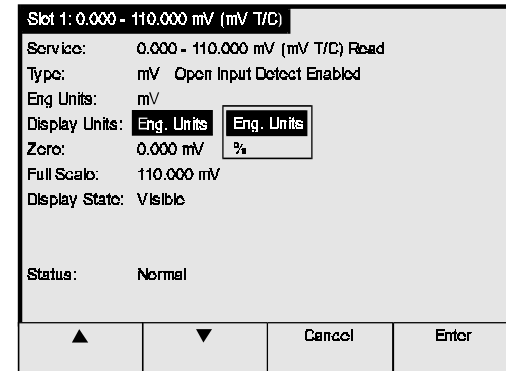 Slot 1: 0.000 - 110.000 mV (mV T/C)
Service: 0.000 - 110.000 mV (mV T/C) Read
Type: mV Open Input Detect Enabled
Eng Units: mV
Display Units: Eng. Units Eng. Units
Zero: 0.000 mV %
Full Scale: 110.000 mV
Display State: Visible
Status: Normal
▲ ▼ Cancel Enter